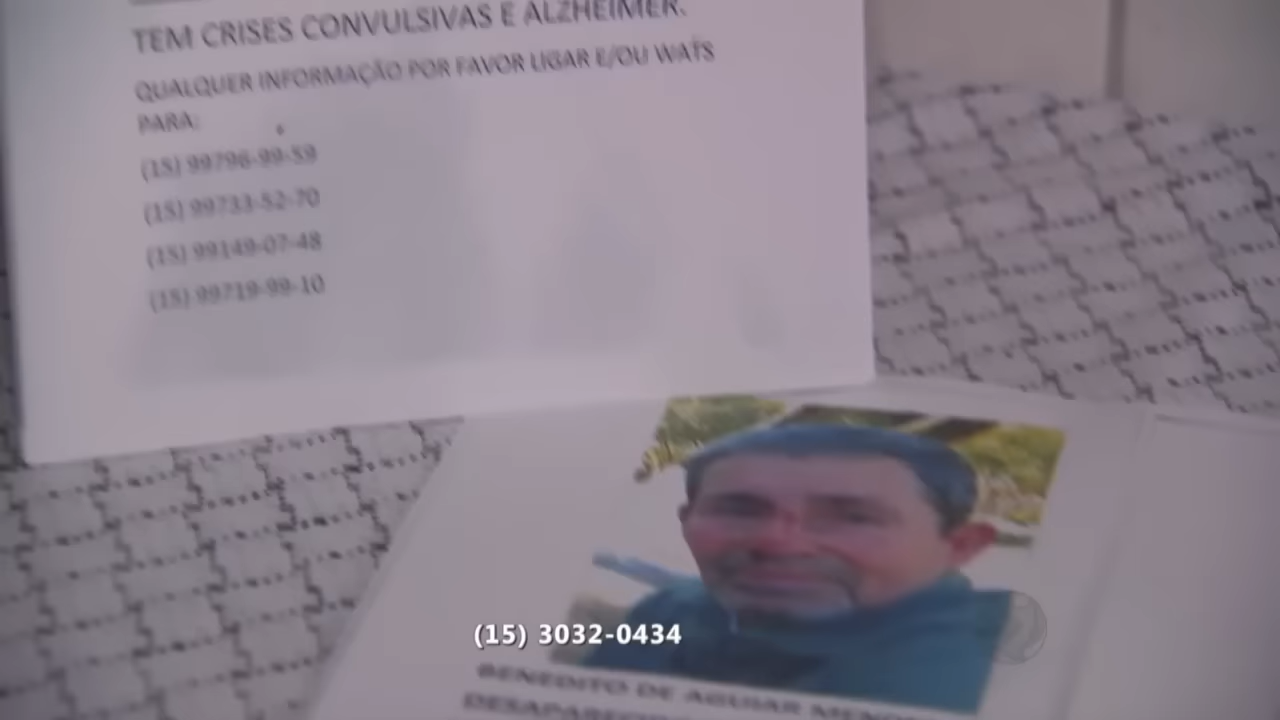 TEM CRISES CONVULSIVAS E ALZHEIMER.
QUALQUER INFORMAÇÃO POR FAVOR LIGAR E/OU WATS
PARA:
(15) 99796-99-59
(15) 99733-52-70
(15) 99149-07-48
(15) 99719-99-10
(15) 3032-0434
BENEDITO DE AGUIAR